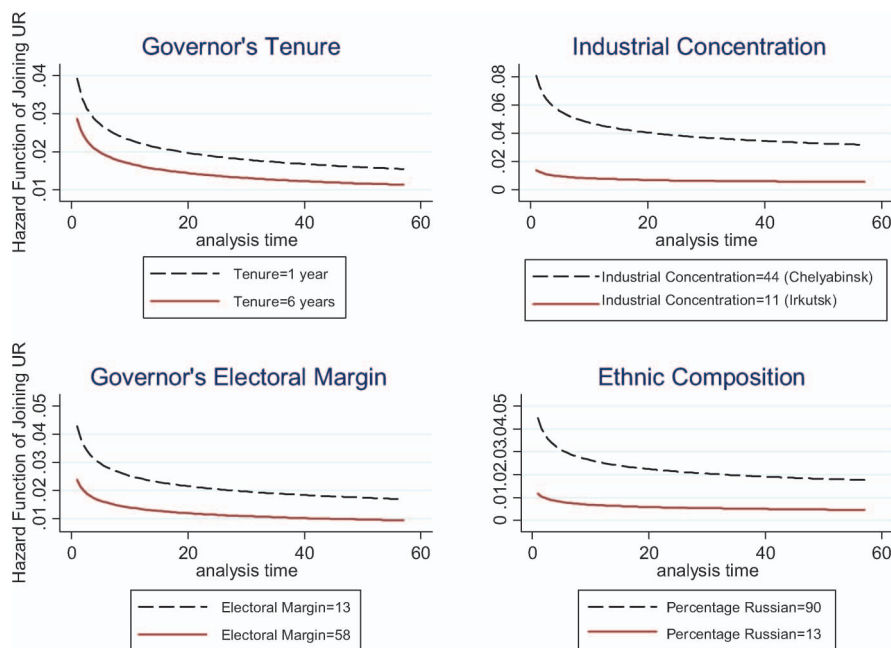 Governor's Tenure
Hazard Function of Joining UR
.04
.03
.02
.01
0 20 40 60
analysis time
Tenure=1 year
Tenure=6 years
Industrial Concentration
.08
.06
.04
.02
0
0 20 40 60
analysis time
Industrial Concentration=44 (Chelyabinsk)
Industrial Concentration=11 (Irkutsk)
Governor's Electoral Margin
Hazard Function of Joining UR
.05
.04
.03
.02
.01
0 20 40 60
analysis time
Electoral Margin=13
Electoral Margin=58
Ethnic Composition
.05
.04
.03
.02
.01
0
0 20 40 60
analysis time
Percentage Russian=90
Percentage Russian=13